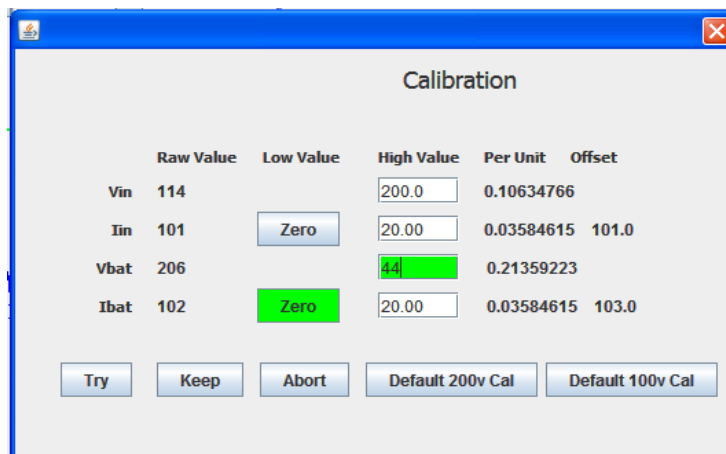 Calibration
Raw Value Low Value High Value Per Unit Offset
Vin 114 200.0 0.10634766
Iin 101 Zero 20.00 0.03584615 101.0
Vbat 206 44 0.21359223
Ibat 102 Zero 20.00 0.03584615 103.0
Try Keep Abort Default 200v Cal Default 100v Cal